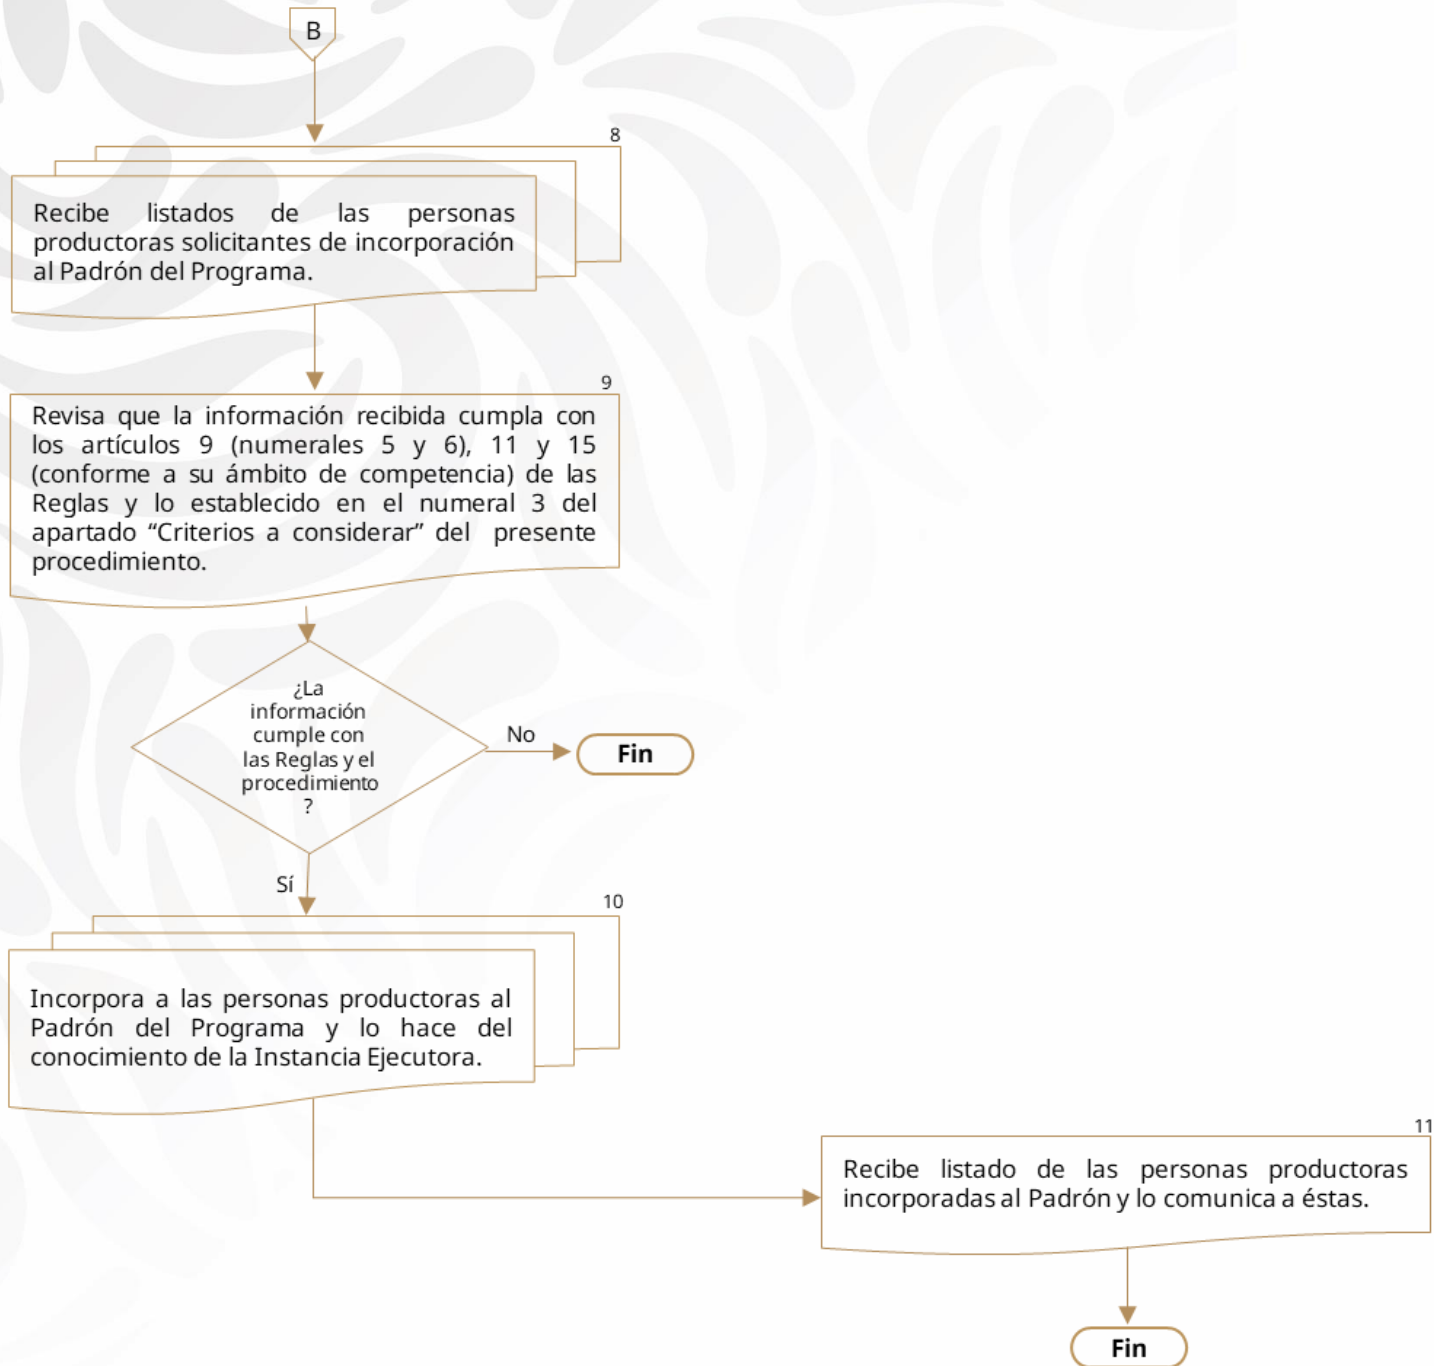 B
8
Recibe listados de las personas
productoras solicitantes de incorporación
al Padrón del Programa.
9
Revisa que la información recibida cumpla con
los artículos 9 (numerales 5 y 6), 11 y 15
(conforme a su ámbito de competencia) de las
Reglas y lo establecido en el numeral 3 del
apartado “Criterios a considerar” del presente
procedimiento.
¿La
información
cumple con
las Reglas y el
procedimiento
?
No
Fin
Sí
10
Incorpora a las personas productoras al
Padrón del Programa y lo hace del
conocimiento de la Instancia Ejecutora.
11
Recibe listado de las personas productoras
incorporadas al Padrón y lo comunica a éstas.
Fin